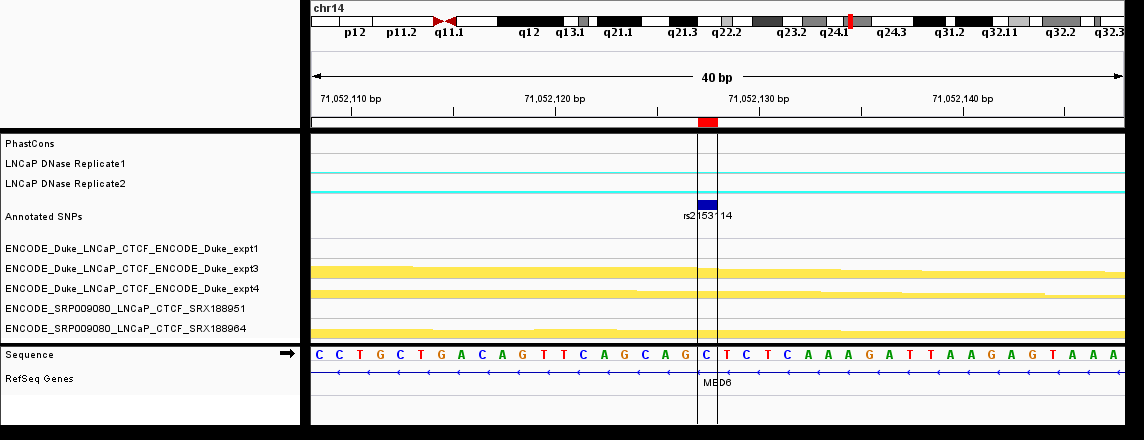 chr14
p12 p11.2 q11.1 q12 q13.1 q21.1 q21.3 q22.2 q23.2 q24.1 q24.3 q31.2 q32.11 q32.2 q32.3
40 bp
71,052,110 bp 71,052,120 bp 71,052,130 bp 71,052,140 bp
PhastCons
LNCaP DNase Replicate1
LNCaP DNase Replicate2
Annotated SNPs
rs2153114
ENCODE_Duke_LNCaP_CTCF_ENCODE_Duke_expt1
ENCODE_Duke_LNCaP_CTCF_ENCODE_Duke_expt3
ENCODE_Duke_LNCaP_CTCF_ENCODE_Duke_expt4
ENCODE_SRP009080_LNCaP_CTCF_SRX188951
ENCODE_SRP009080_LNCaP_CTCF_SRX188964
Sequence C C T G C T G A C A G T T C A G C A G C T C T C A A A G A T T A A G A G T A A A
RefSeq Genes
MED6